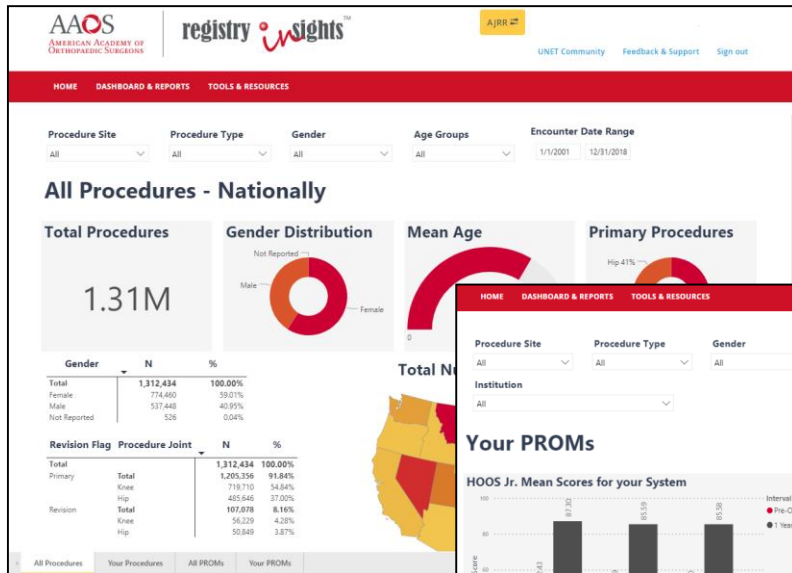 AAOS
AMERICAN ACADEMY OF
ORTHOPAEDIC SURGEONS
registry insights™
AJRR
UNET Community Feedback & Support Sign out
HOME DASHBOARD & REPORTS TOOLS & RESOURCES
Procedure Site Procedure Type Gender Age Groups Encounter Date Range
All All All All 1/1/2001 12/31/2018
All Procedures - Nationally
Total Procedures Gender Distribution Mean Age Primary Procedures
Not Reported
Hip 41%
Male
1.31M
Female
0
Gender N %
Total 1,312,434 100.00%
Female 774,460 59.01%
Male 537,448 40.95%
Not Reported 526 0.04%
Total
Revision Flag Procedure Joint N %
Total 1,312,434 100.00%
Primary Total 1,205,356 91.84%
Knee 719,710 54.84%
Hip 485,646 37.00%
Revision Total 107,078 8.16%
Knee 56,229 4.28%
Hip 50,849 3.87%
All Procedures Your Procedures All PROMs Your PROMs
HOME DASHBOARD & REPORTS TOOLS & RESOURCES
Procedure Site Procedure Type Gender
All All All
Institution
All
Your PROMs
HOOS Jr. Mean Scores for your System
100
Interval
87.30 85.59 85.58
Pre-O
1 Year
80
60